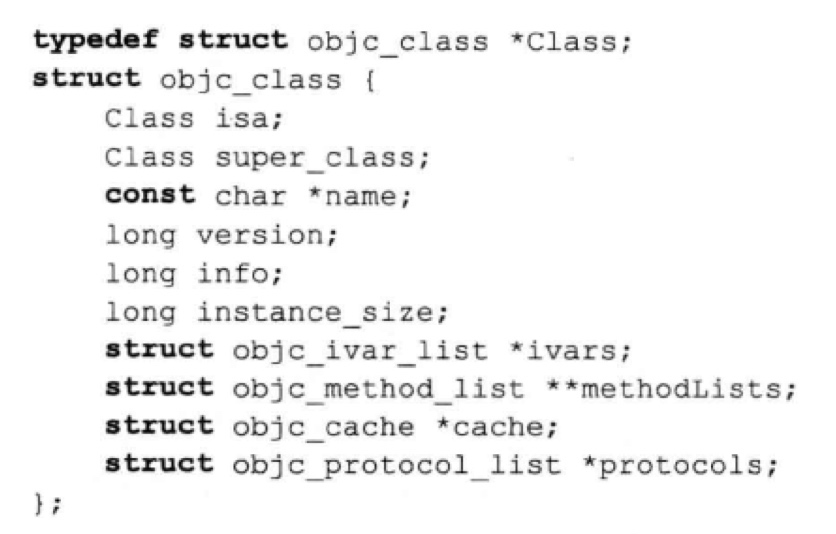 typedef struct objc_class *Class;
struct objc_class {
Class isa;
Class super_class;
const char *name;
long version;
long info;
long instance_size;
struct objc_ivar_list *ivars;
struct objc_method_list **methodLists;
struct objc_cache *cache;
struct objc_protocol_list *protocols;
};